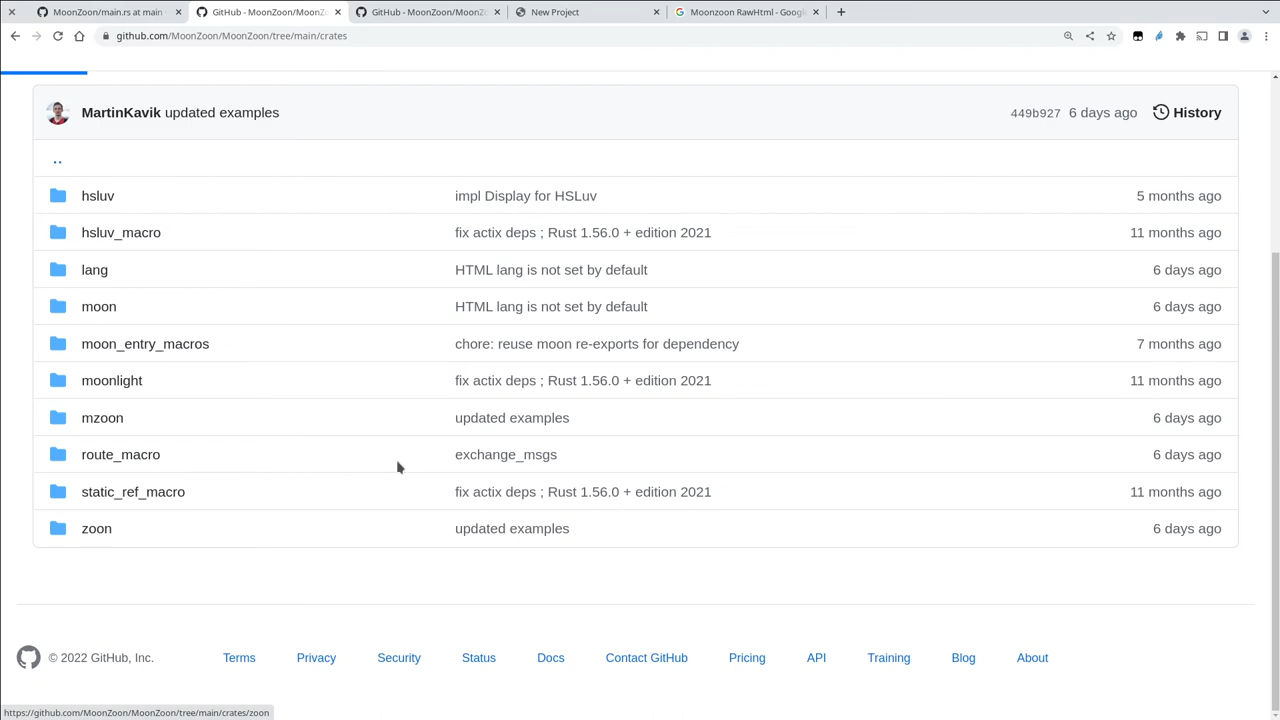 MoonZoon/main.rs at main
GitHub - MoonZoon/MoonZo
GitHub - MoonZoon/MoonZ
New Project
Moonzoon RawHtml - Googl
github.com/MoonZoon/MoonZoon/tree/main/crates
MartinKavik updated examples 449b927 6 days ago History
..
hsluv impl Display for HSLuv 5 months ago
hsluv_macro fix actix deps ; Rust 1.56.0 + edition 2021 11 months ago
lang HTML lang is not set by default 6 days ago
moon HTML lang is not set by default 6 days ago
moon_entry_macros chore: reuse moon re-exports for dependency 7 months ago
moonlight fix actix deps ; Rust 1.56.0 + edition 2021 11 months ago
mzoon updated examples 6 days ago
route_macro exchange_msgs 6 days ago
static_ref_macro fix actix deps ; Rust 1.56.0 + edition 2021 11 months ago
zoon updated examples 6 days ago
© 2022 GitHub, Inc. Terms Privacy Security Status Docs Contact GitHub Pricing API Training Blog About
https://github.com/MoonZoon/MoonZoon/tree/main/crates/zoon